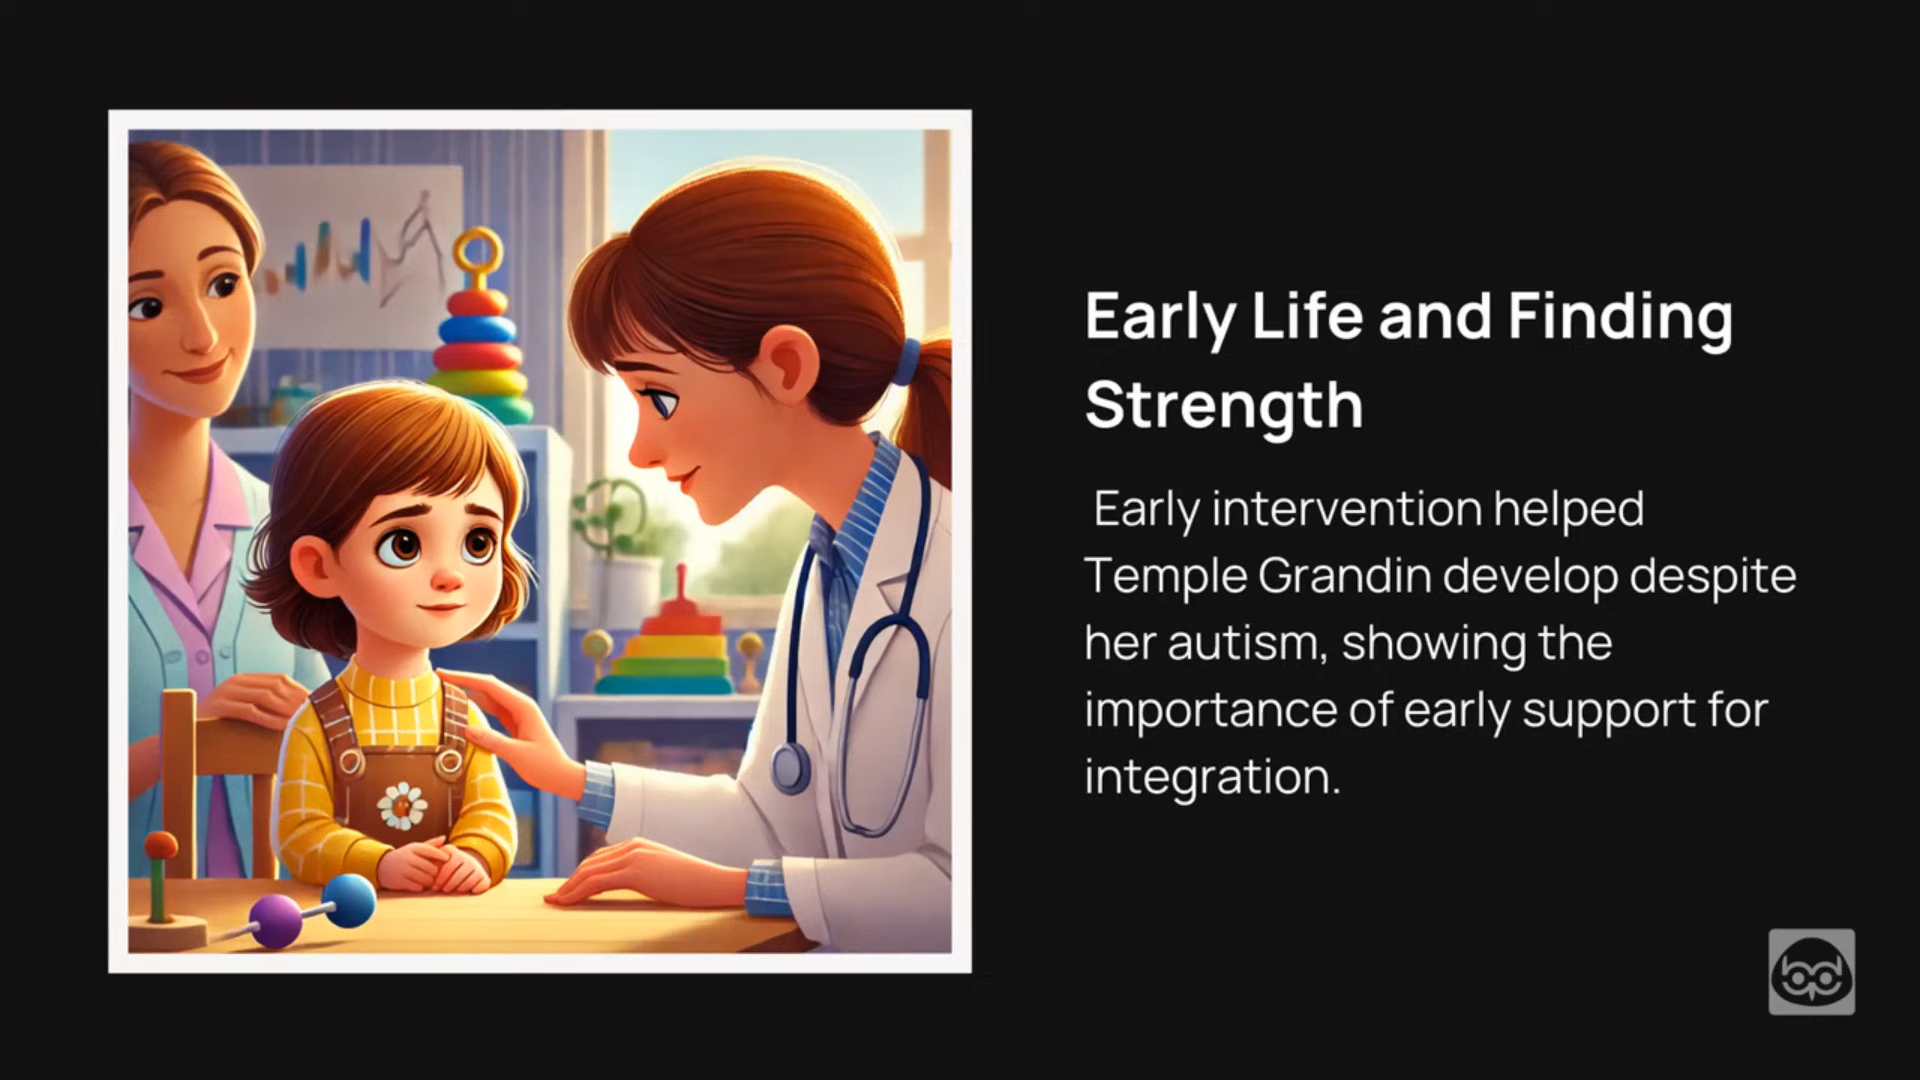 Early Life and Finding
Strength
Early intervention helped
Temple Grandin develop despite
her autism, showing the
importance of early support for
integration.